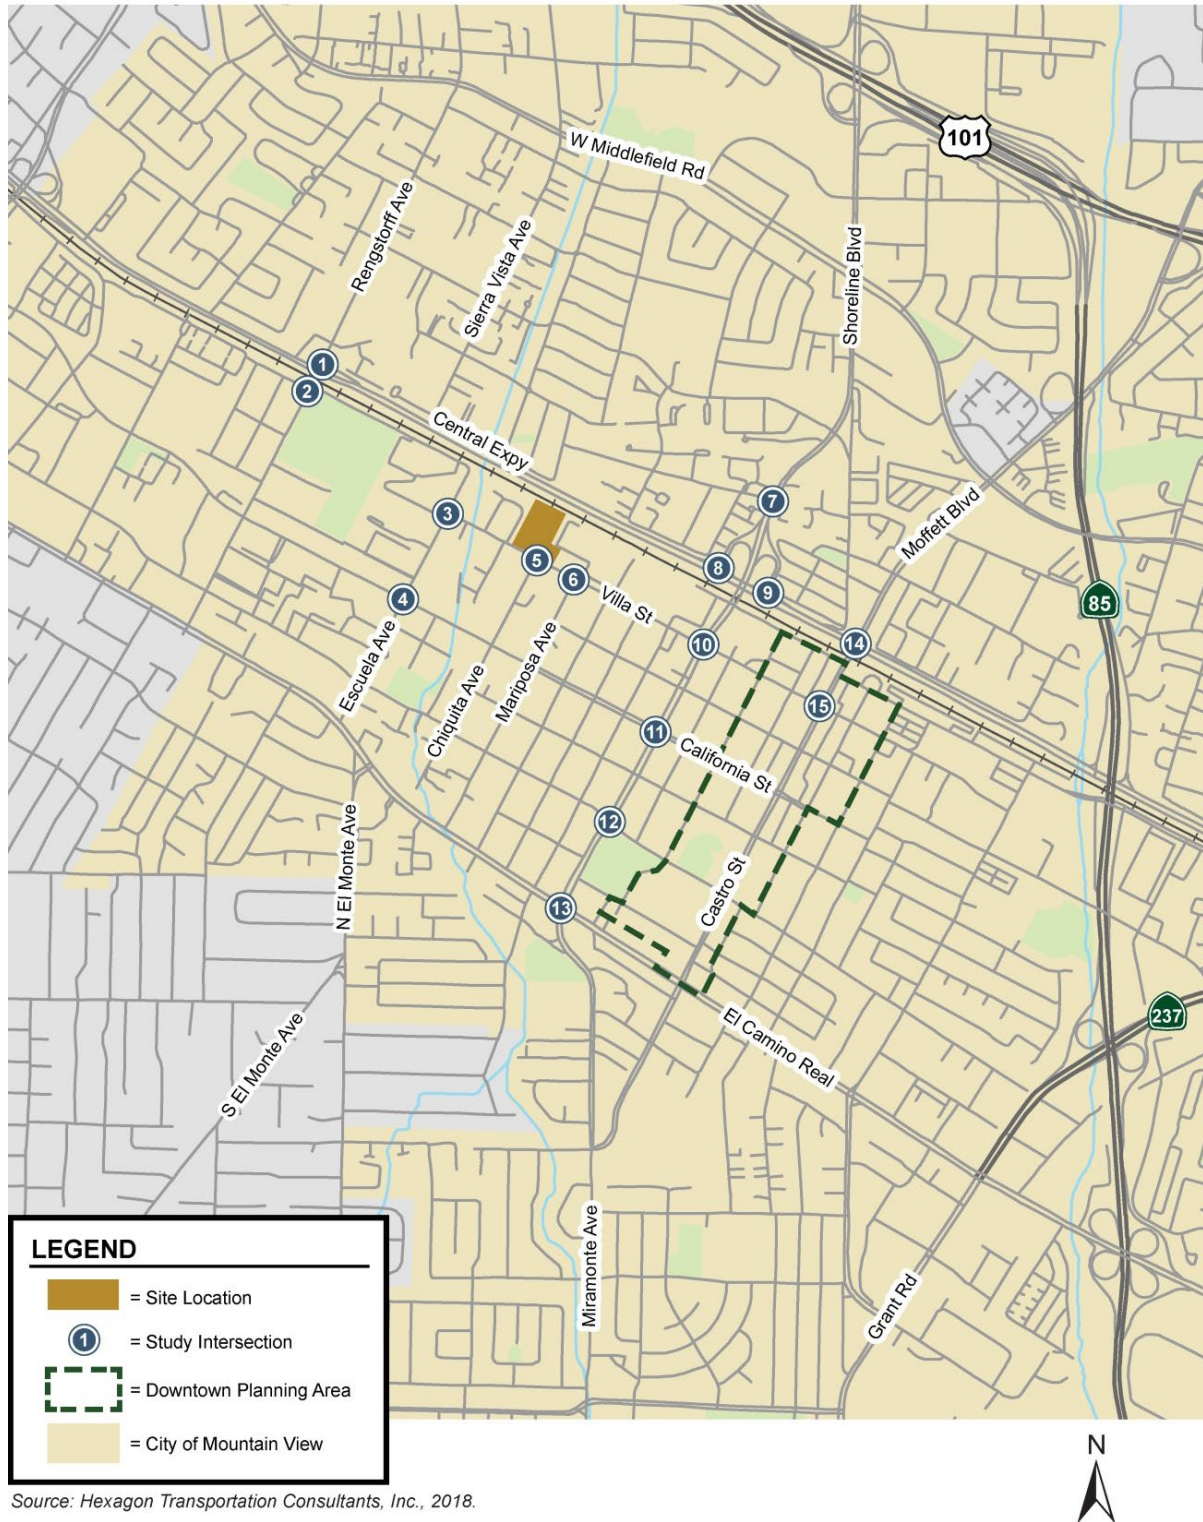 101
W Middlefield Rd
Rengstorff Ave
Sierra Vista Ave
Shoreline Blvd
1
2
Central Expy
Moffett Blvd
3
7
5
6
8
9
85
4
Villa St
Escuela Ave
Chiquita Ave
Mariposa Ave
10
14
15
11
California St
12
N El Monte Ave
Castro St
13
237
El Camino Real
S El Monte Ave
Miramonte Ave
Grant Rd
LEGEND
= Site Location
1 = Study Intersection
= Downtown Planning Area
= City of Mountain View
N
Source: Hexagon Transportation Consultants, Inc., 2018.